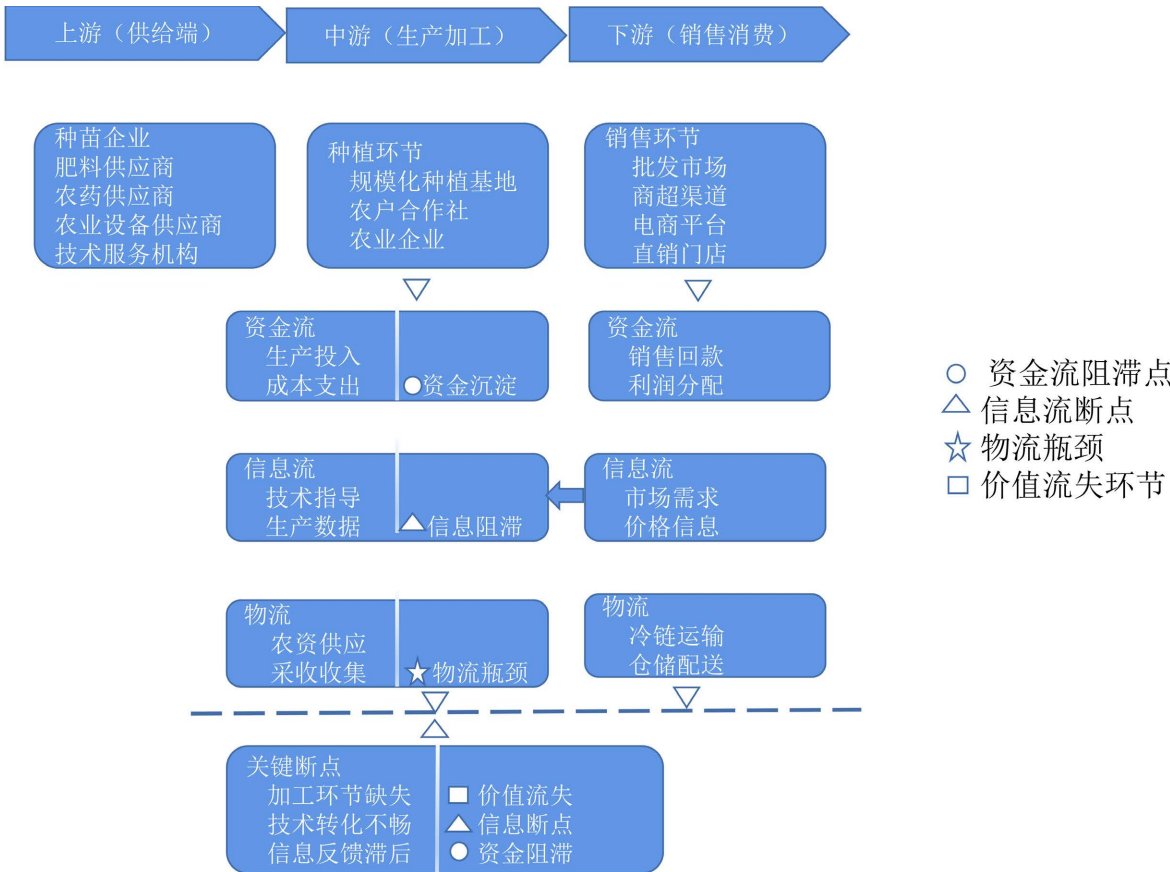 上游（供给端）
中游（生产加工）
下游（销售消费）
种苗企业
肥料供应商
农药供应商
农业设备供应商
技术服务机构
种植环节
规模化种植基地
农户合作社
农业企业
销售环节
批发市场
商超渠道
电商平台
直销门店
资金流
生产投入
成本支出
资金沉淀
资金流
销售回款
利润分配
信息流
技术指导
生产数据
信息阻滞
信息流
市场需求
价格信息
物流
农资供应
采收收集
物流瓶颈
物流
冷链运输
仓储配送
关键断点
加工环节缺失
技术转化不畅
信息反馈滞后
价值流失
信息断点
资金阻滞
资金流阻滞点
信息流断点
物流瓶颈
价值流失环节